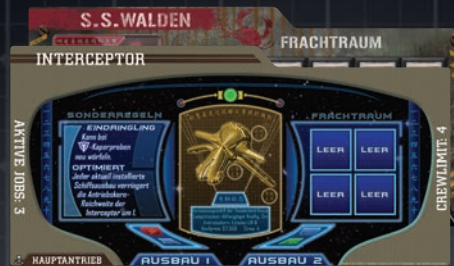 S.S.WALDEN
FRACHTRAUM
INTERCEPTOR
AKTIVE JOBS: 3
SONDERREGELN
EINDRINGLING
Kann bei
-Kaperproben
neu würfeln.
OPTIMIERT
Jeder aktuell installierte
Schiffsausbau verringert
die Antriebskern-
Reichweite der
Interceptor um 1.
FRACHTRAUM
LEER
LEER
LEER
LEER
CREWLIMIT: 4
HAUPTANTRIEB
AUSBAU 1
AUSBAU 2